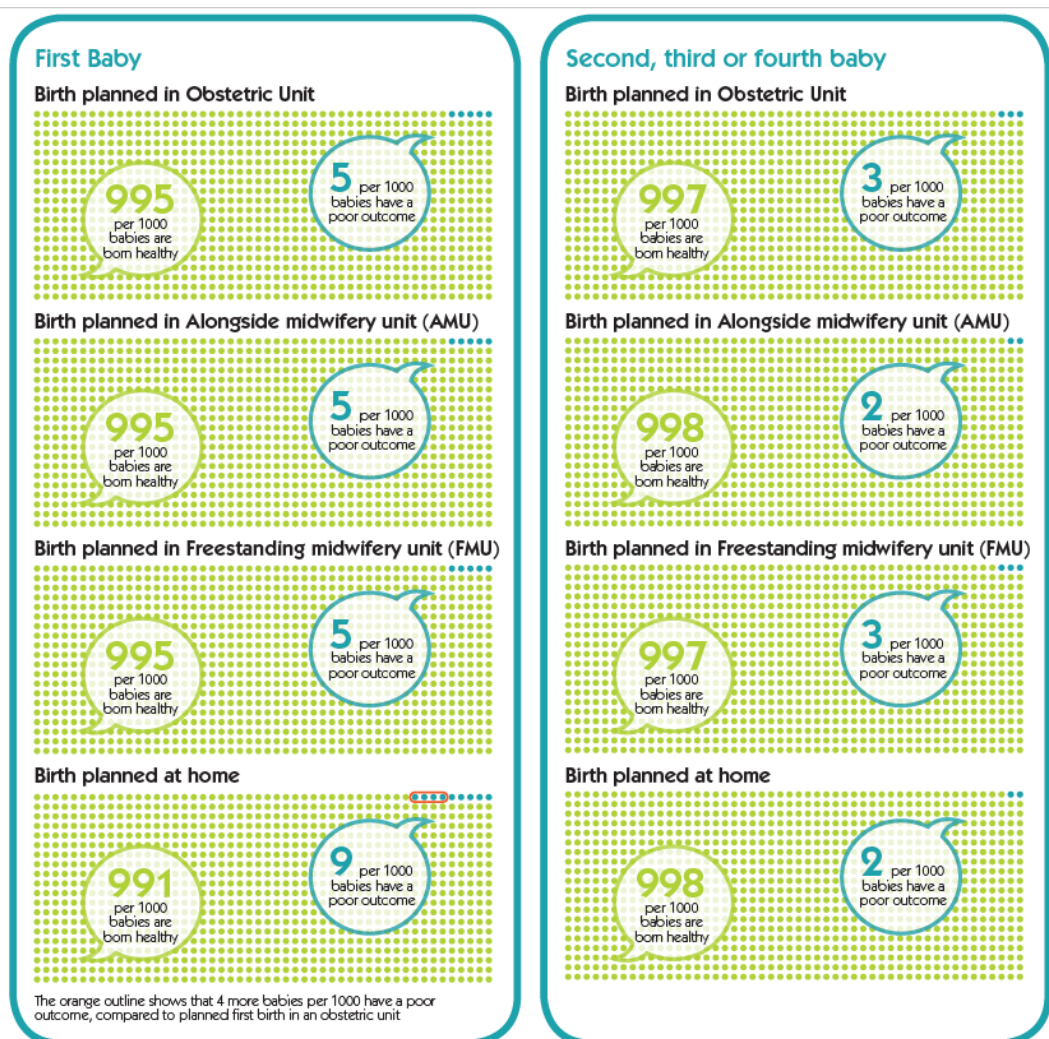 First Baby
Birth planned in Obstetric Unit
995
per 1000
babies are
born healthy
5 per 1000
babies have a
poor outcome
Birth planned in Alongside midwifery unit (AMU)
995
per 1000
babies are
born healthy
5 per 1000
babies have a
poor outcome
Birth planned in Freestanding midwifery unit (FMU)
995
per 1000
babies are
born healthy
5 per 1000
babies have a
poor outcome
Birth planned at home
991
per 1000
babies are
born healthy
9 per 1000
babies have a
poor outcome
The orange outline shows that 4 more babies per 1000 have a poor
outcome, compared to planned first birth in an obstetric unit
Second, third or fourth baby
Birth planned in Obstetric Unit
997
per 1000
babies are
born healthy
3 per 1000
babies have a
poor outcome
Birth planned in Alongside midwifery unit (AMU)
998
per 1000
babies are
born healthy
2 per 1000
babies have a
poor outcome
Birth planned in Freestanding midwifery unit (FMU)
997
per 1000
babies are
born healthy
3 per 1000
babies have a
poor outcome
Birth planned at home
998
per 1000
babies are
born healthy
2 per 1000
babies have a
poor outcome